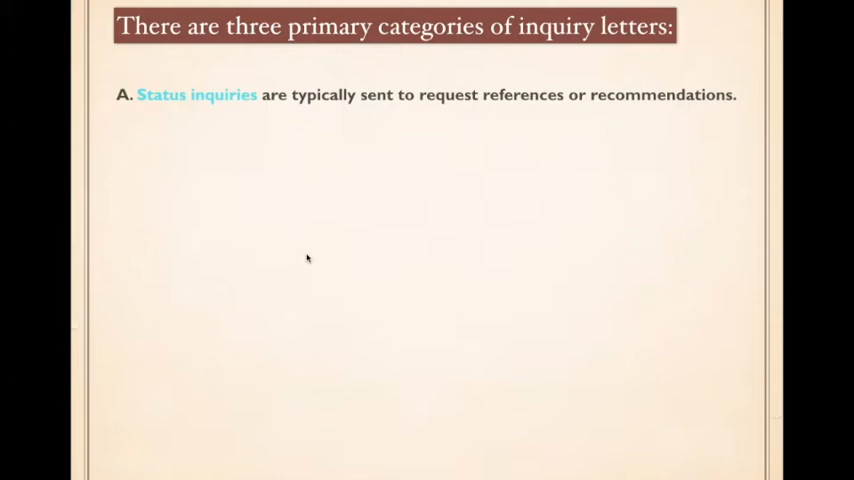 There are three primary categories of inquiry letters:
A. Status inquiries are typically sent to request references or recommendations.